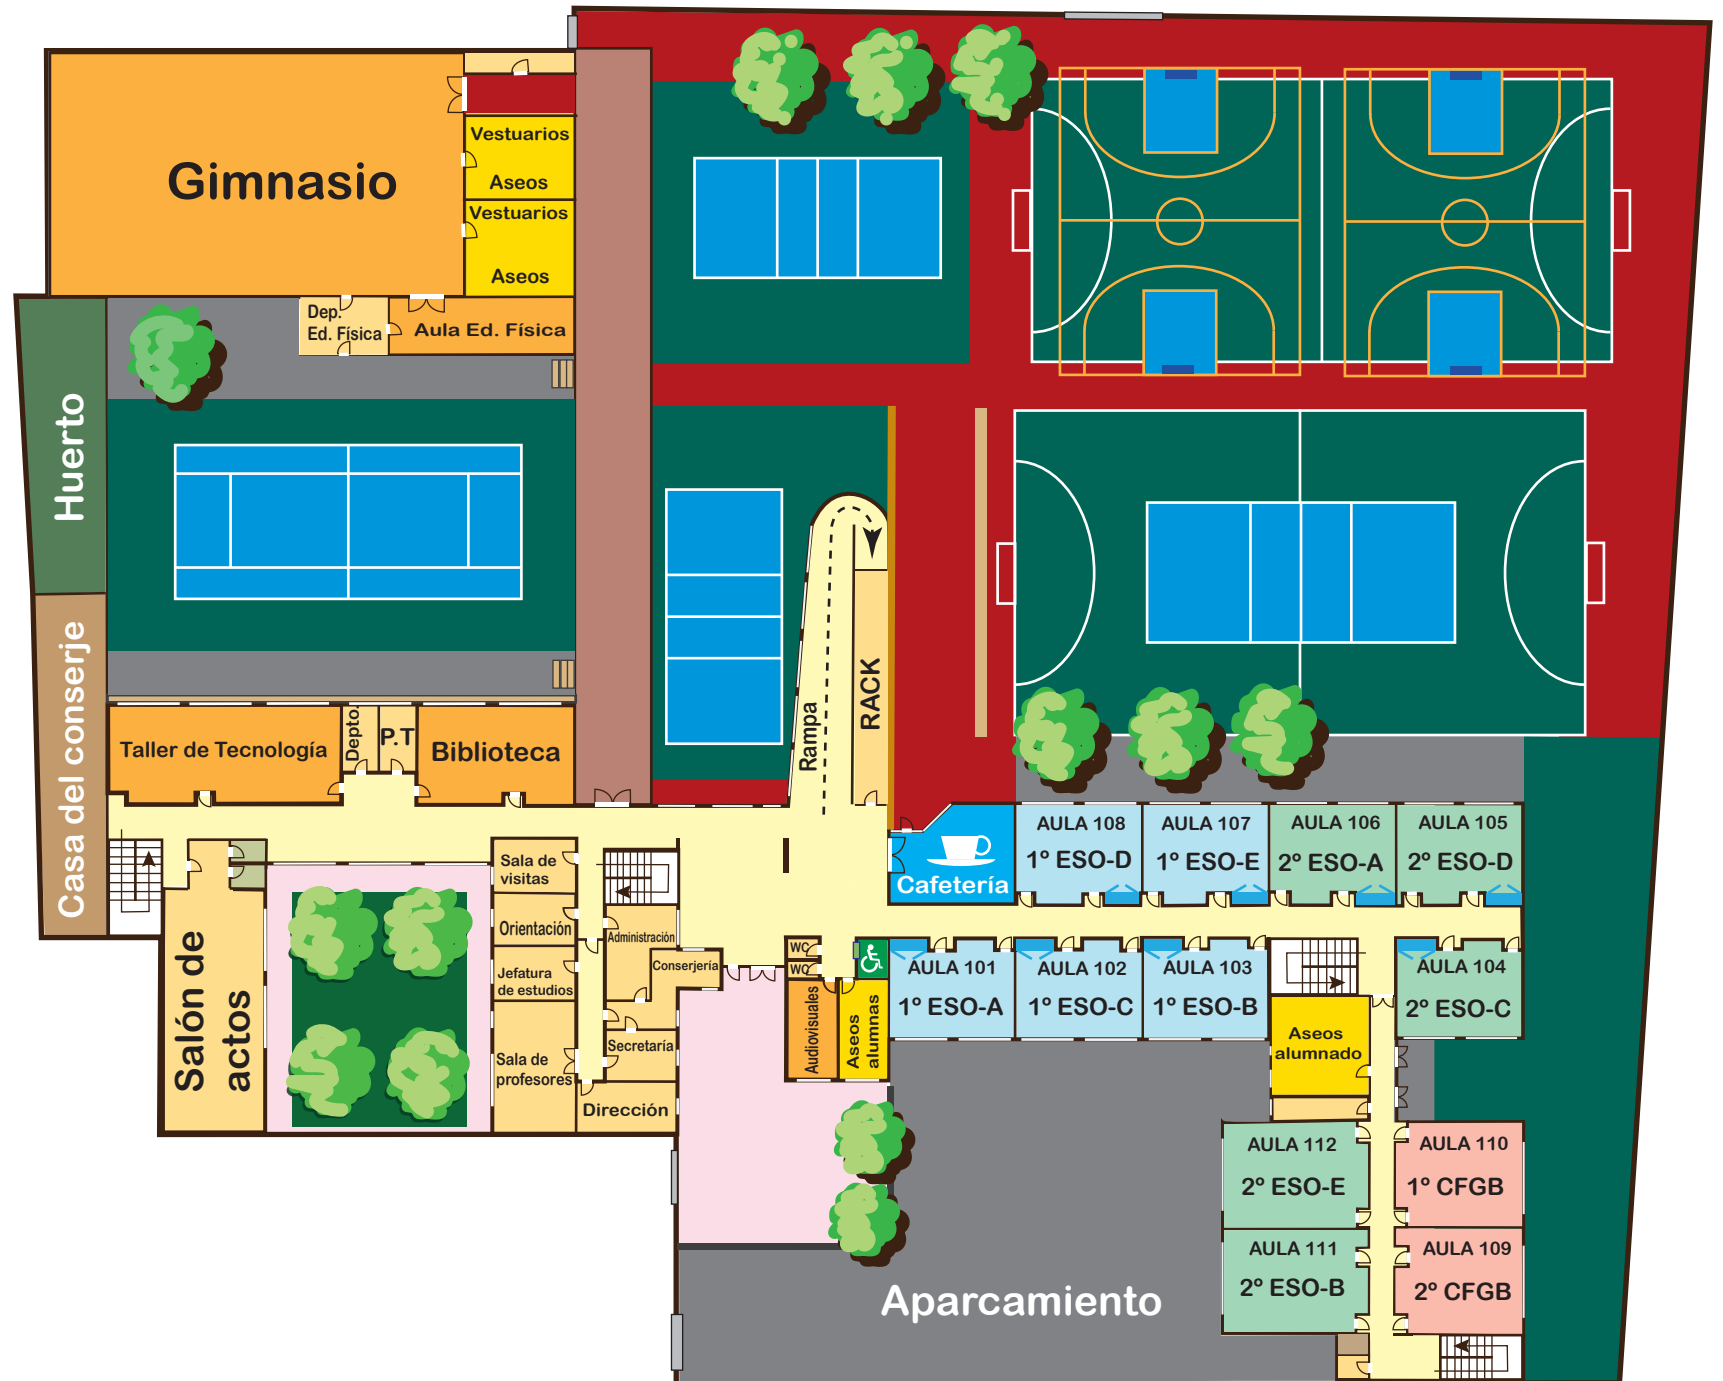 Gimnasio
Vestuarios
Aseos
Vestuarios
Aseos
Dep.
Ed. Física
Aula Ed. Física
Huerto
Casa del conserje
Taller de Tecnología
Depto.
P.T
Biblioteca
Rampa
RACK
Cafetería
AULA 108
1º ESO-D
AULA 107
1º ESO-E
AULA 106
2º ESO-A
AULA 105
2º ESO-D
Sala de
visitas
Orientación
Jefatura
de estudios
Sala de
profesores
Administración
Conserjería
Secretaría
Dirección
Salón de
actos
WC
WC
Audiovisuales
Aseos
alumnas
AULA 101
1º ESO-A
AULA 102
1º ESO-C
AULA 103
1º ESO-B
AULA 104
2º ESO-C
Aseos
alumnado
AULA 112
2º ESO-E
AULA 110
1º CFGB
AULA 111
2º ESO-B
AULA 109
2º CFGB
Aparcamiento